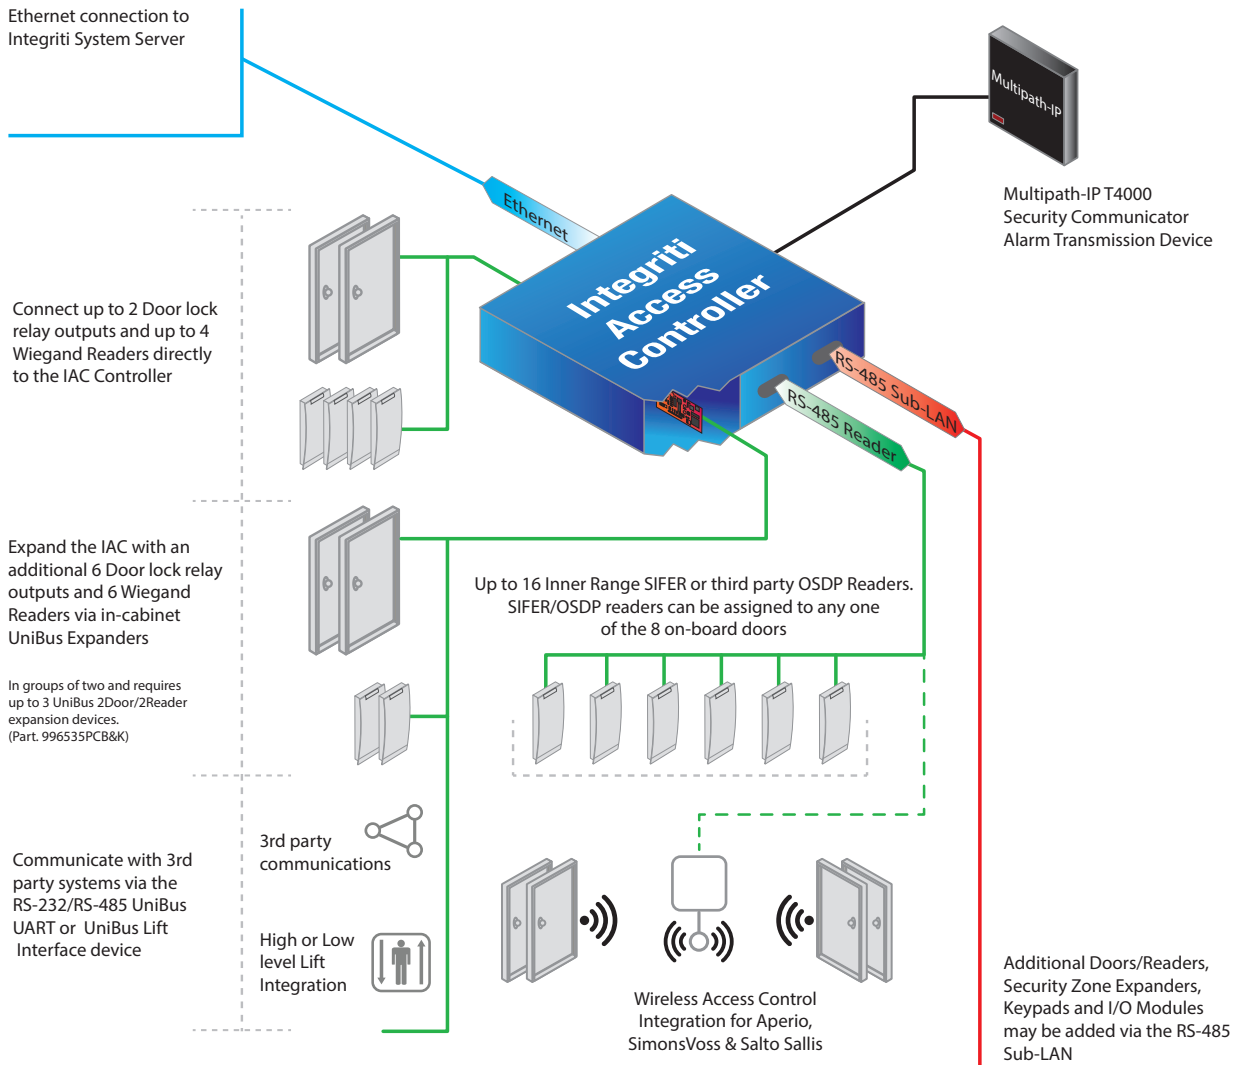 Ethernet connection to
Integriti System Server
Multipath-IP
Multipath-IP T4000
Security Communicator
Alarm Transmission Device
Ethernet
Integriti
Access
Controller
RS-485 Sub-LAN
RS-485 Reader
Connect up to 2 Door lock
relay outputs and up to 4
Wiegand Readers directly
to the IAC Controller
Expand the IAC with an
additional 6 Door lock relay
outputs and 6 Wiegand
Readers via in-cabinet
UniBus Expanders
In groups of two and requires
up to 3 UniBus 2Door/2Reader
expansion devices.
(Part. 996535PCB&K)
Up to 16 Inner Range SIFER or third party OSDP Readers.
SIFER/OSDP readers can be assigned to any one
of the 8 on-board doors
Communicate with 3rd
party systems via the
RS-232/RS-485 UniBus
UART or UniBus Lift
Interface device
3rd party
communications
High or Low
level Lift
Integration
Wireless Access Control
Integration for Aperio,
SimonsVoss & Salto Sallis
Additional Doors/Readers,
Security Zone Expanders,
Keypads and I/O Modules
may be added via the RS-485
Sub-LAN